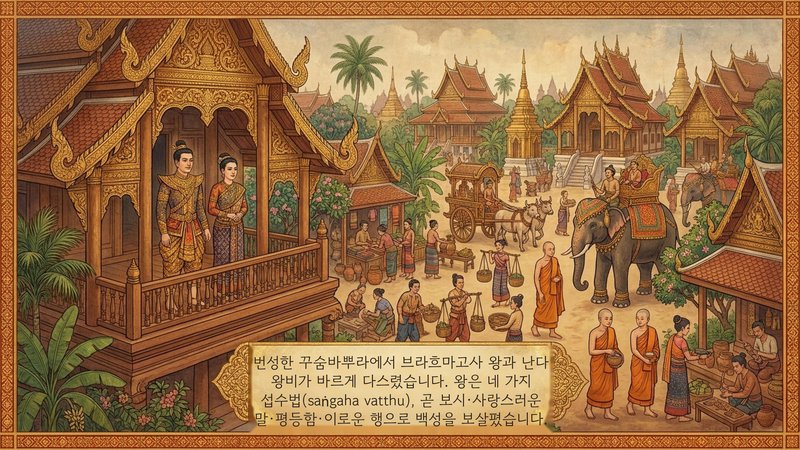 번성한 꾸숨바뿌라에서 브라흐마고사 왕과 난다
왕비가 바르게 다스렸습니다. 왕은 네 가지
섭수법(saṅgaha vatthu), 곧 보시·사랑스러운
말·평등함·이로운 행으로 백성을 보살폈습니다.